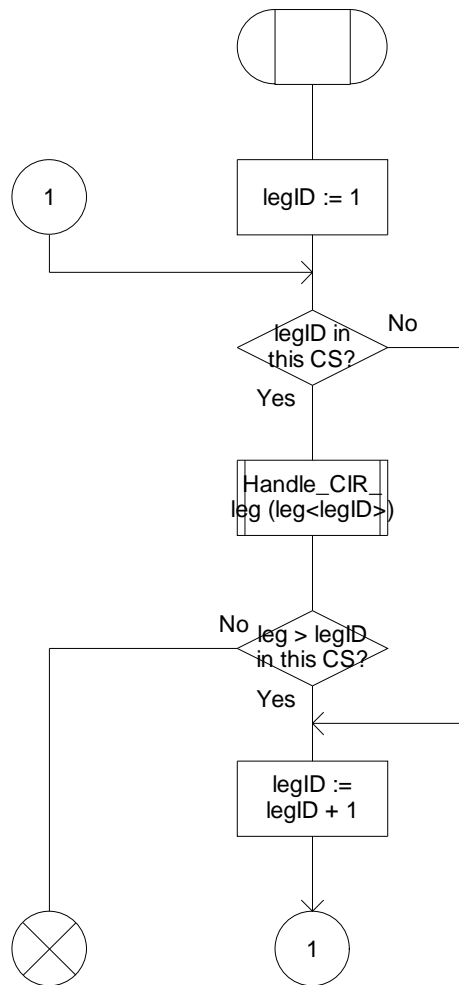 1
legID := 1
legID in
this CS?
No
Yes
Handle_CIR_
leg (leg<legID>)
No
leg > legID
in this CS?
Yes
legID :=
legID + 1
1